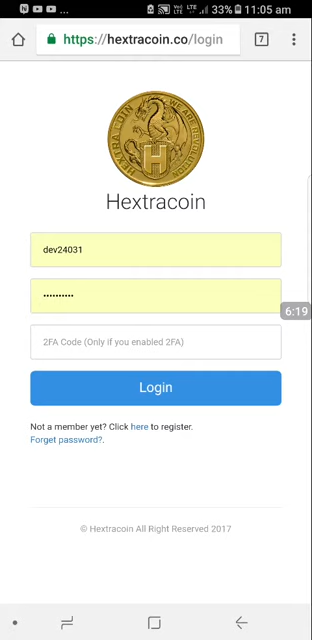 33% 11:05 am
https://hextracoin.co/login
7
HEXTRA COIN WE ARE REVOLUTION
H
Hextracoin
dev24031
••••••••••
6:19
2FA Code (Only if you enabled 2FA)
Login
Not a member yet? Click here to register.
Forget password?.
© Hextracoin All Right Reserved 2017